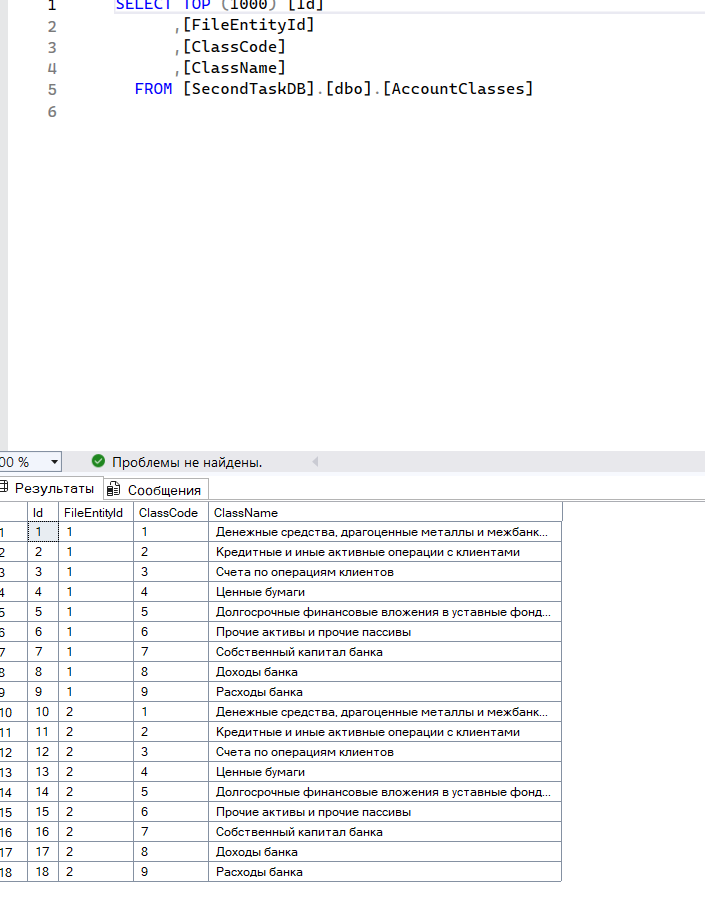 1 SELECT TOP (1000) [Id]
2 ,[FileEntityId]
3 ,[ClassCode]
4 ,[ClassName]
5 FROM [SecondTaskDB].[dbo].[AccountClasses]
6
00 % Проблемы не найдены.
Результаты Сообщения
Id FileEntityId ClassCode ClassName
1 1 1 1 Денежные средства, драгоценные металлы и межбанк...
2 2 1 2 Кредитные и иные активные операции с клиентами
3 3 1 3 Счета по операциям клиентов
4 4 1 4 Ценные бумаги
5 5 1 5 Долгосрочные финансовые вложения в уставные фонд...
6 6 1 6 Прочие активы и прочие пассивы
7 7 1 7 Собственный капитал банка
8 8 1 8 Доходы банка
9 9 1 9 Расходы банка
10 10 2 1 Денежные средства, драгоценные металлы и межбанк...
11 11 2 2 Кредитные и иные активные операции с клиентами
12 12 2 3 Счета по операциям клиентов
13 13 2 4 Ценные бумаги
14 14 2 5 Долгосрочные финансовые вложения в уставные фонд...
15 15 2 6 Прочие активы и прочие пассивы
16 16 2 7 Собственный капитал банка
17 17 2 8 Доходы банка
18 18 2 9 Расходы банка